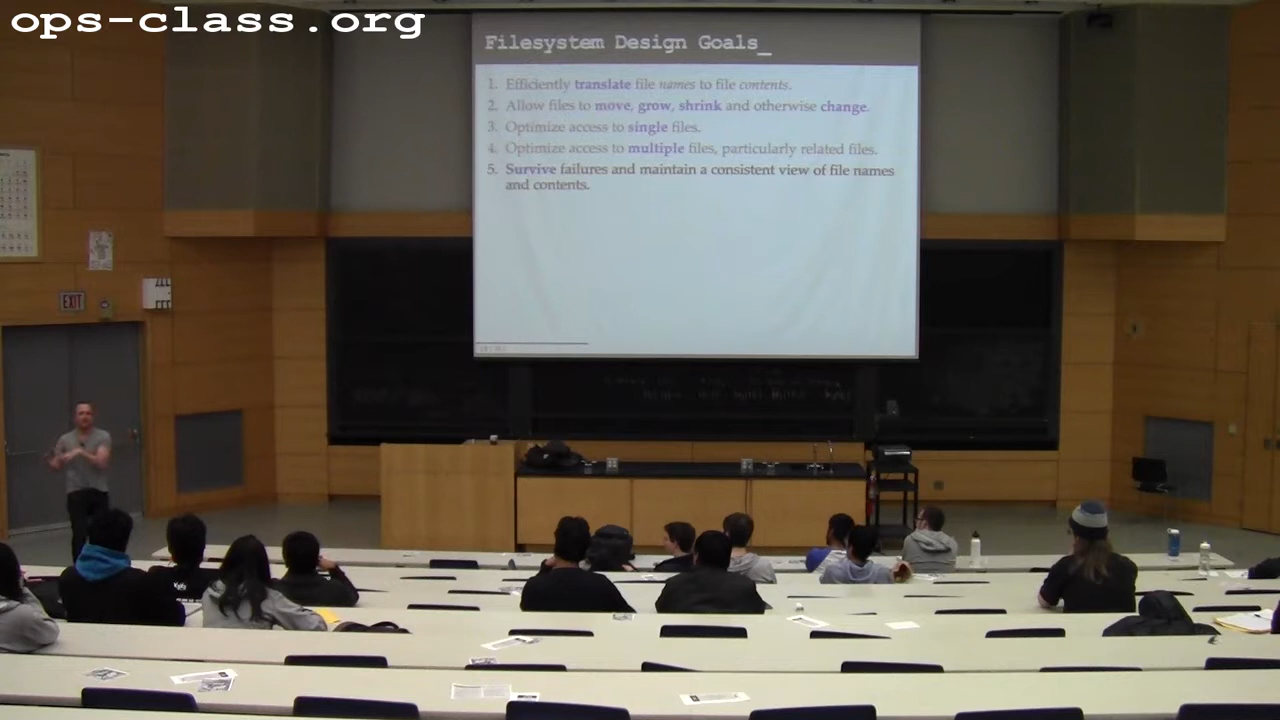 ops-class.org
Filesystem Design Goals_
1. Efficiently translate file names to file contents.
2. Allow files to move, grow, shrink and otherwise change.
3. Optimize access to single files.
4. Optimize access to multiple files, particularly related files.
5. Survive failures and maintain a consistent view of file names
and contents.
EXIT